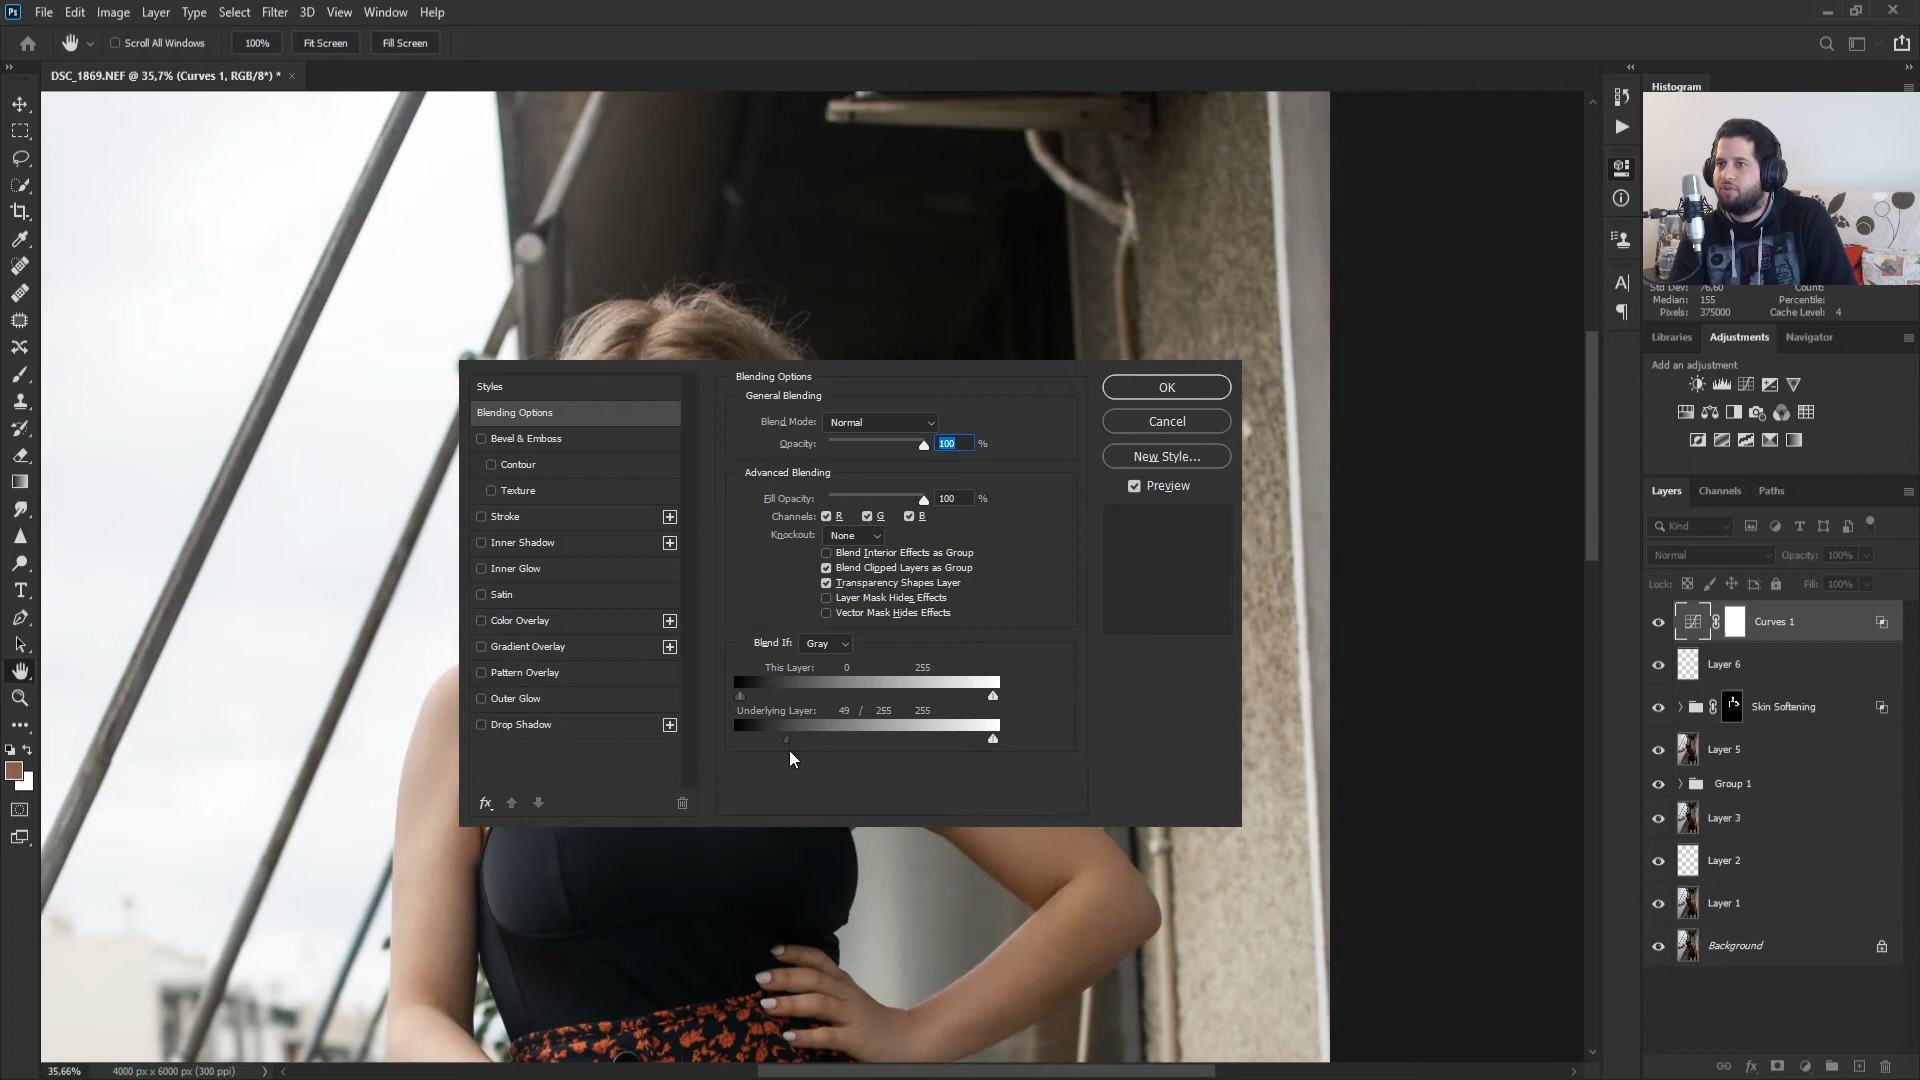 Ps File Edit Image Layer Type Select Filter 3D View Window Help
Scroll All Windows 100% Fit Screen Fill Screen
DSC_1869.NEF @ 35,7% (Curves 1, RGB/8*) * ×
Histogram
Std Dev: 76,60 Count:
Median: 155 Percentile:
Pixels: 375000 Cache Level: 4
Libraries Adjustments Navigator
Add an adjustment
Layers Channels Paths
Kind
Normal Opacity: 100%
Lock: Fill: 100%
Curves 1
Layer 6
Skin Softening
Layer 5
Group 1
Layer 3
Layer 2
Layer 1
Background
Styles
Blending Options
Bevel & Emboss
Contour
Texture
Stroke
Inner Shadow
Inner Glow
Satin
Color Overlay
Gradient Overlay
Pattern Overlay
Outer Glow
Drop Shadow
fx
Blending Options
General Blending
Blend Mode: Normal
Opacity: 100 %
Advanced Blending
Fill Opacity: 100 %
Channels: R G B
Knockout: None
Blend Interior Effects as Group
Blend Clipped Layers as Group
Transparency Shapes Layer
Layer Mask Hides Effects
Vector Mask Hides Effects
Blend If: Gray
This Layer: 0 255
Underlying Layer: 49 / 255 255
OK
Cancel
New Style...
Preview
35,66% 4000 px x 6000 px (300 ppi)
fx